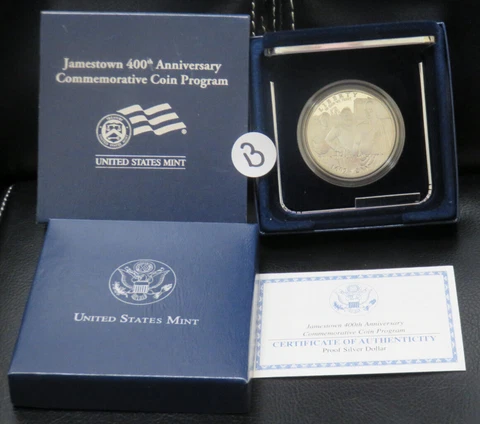 Jamestown 400th Anniversary
Commemorative Coin Program
UNITED STATES MINT
B
LIBERTY
UNITED STATES MINT
Jamestown 400th Anniversary
Commemorative Coin Program
CERTIFICATE OF AUTHENTICITY
Proof Silver Dollar